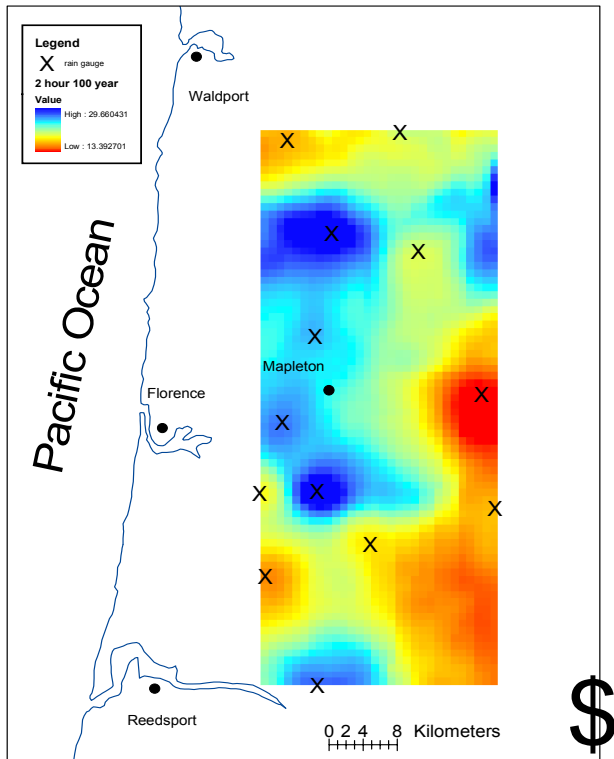 Legend
X rain gauge
2 hour 100 year
Value
High : 29.660431
Low : 13.392701
Waldport
X X
X
X
X
Mapleton
X
Florence
X
Pacific Ocean
X X
X
X
X
X
Reedsport
0 2 4 8 Kilometers
$